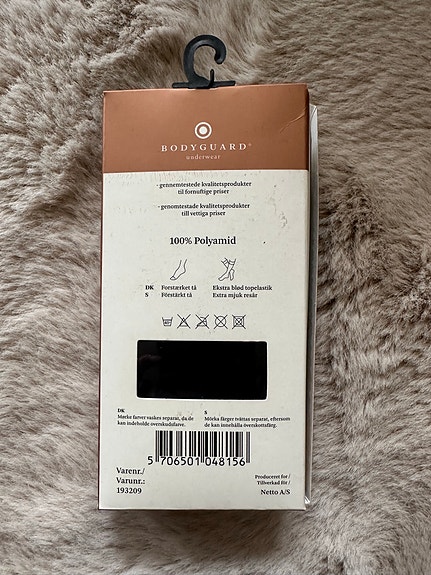 BODYGUARD®
underwear
- gennemtestede kvalitetsprodukter
til fornuftige priser
- genomtestade kvalitetsprodukter
till vettiga priser
100% Polyamid
DK Forstærket tå Ekstra blød topelastik
S Förstärkt tå Extra mjuk resår
DK
Mørke farver vaskes separat, da de
kan indeholde overskudsfarve.
S
Mörka färger tvättas separat, eftersom
de kan innehålla överskottsfärg.
5 706501 048156
Varenr./
Varunr.:
193209
Produceret for/
Tillverkad för/
Netto A/S